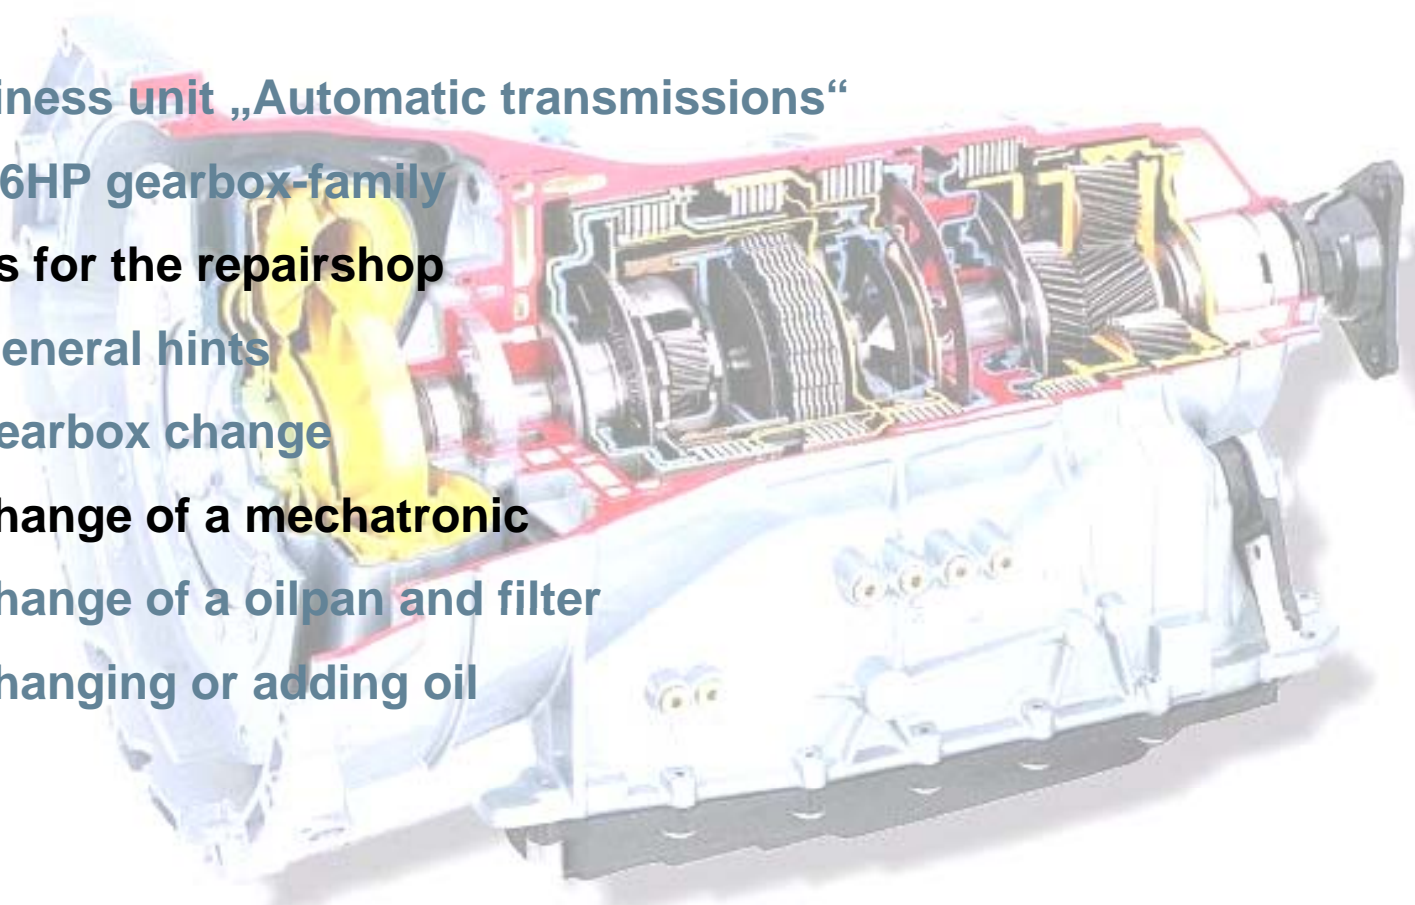 iness unit „Automatic transmissions“
6HP gearbox-family
s for the repairshop
eneral hints
earbox change
hange of a mechatronic
hange of a oilpan and filter
hanging or adding oil